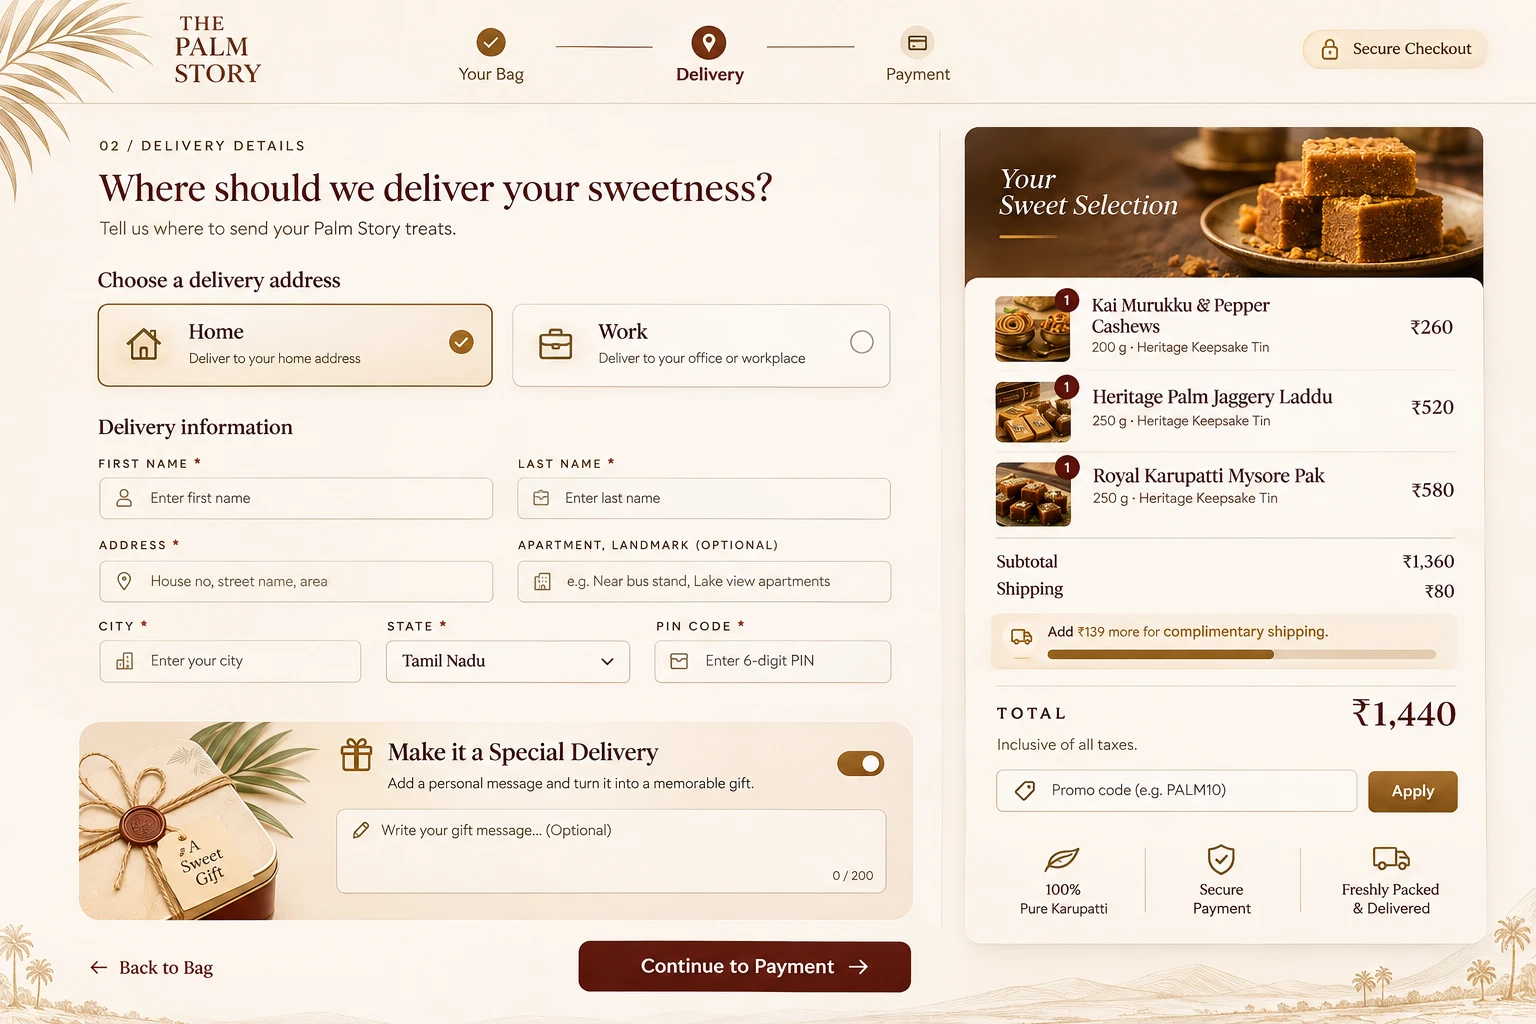 THE
PALM
STORY
Your Bag
Delivery
Payment
Secure Checkout
02 / DELIVERY DETAILS
Where should we deliver your sweetness?
Tell us where to send your Palm Story treats.
Choose a delivery address
Home
Deliver to your home address
Work
Deliver to your office or workplace
Delivery information
FIRST NAME *
LAST NAME *
Enter first name
Enter last name
ADDRESS *
APARTMENT, LANDMARK (OPTIONAL)
House no, street name, area
e.g. Near bus stand, Lake view apartments
CITY *
STATE *
PIN CODE *
Enter your city
Tamil Nadu
Enter 6-digit PIN
A
Sweet
Gift
Make it a Special Delivery
Add a personal message and turn it into a memorable gift.
Write your gift message... (Optional)
0 / 200
← Back to Bag
Continue to Payment →
Your
Sweet Selection
1
Kai Murukku & Pepper
Cashews
200 g · Heritage Keepsake Tin
₹260
1
Heritage Palm Jaggery Laddu
250 g · Heritage Keepsake Tin
₹520
1
Royal Karupatti Mysore Pak
250 g · Heritage Keepsake Tin
₹580
Subtotal ₹1,360
Shipping ₹80
Add ₹139 more for complimentary shipping.
TOTAL ₹1,440
Inclusive of all taxes.
Promo code (e.g. PALM10)
Apply
100%
Pure Karupatti
Secure
Payment
Freshly Packed
& Delivered